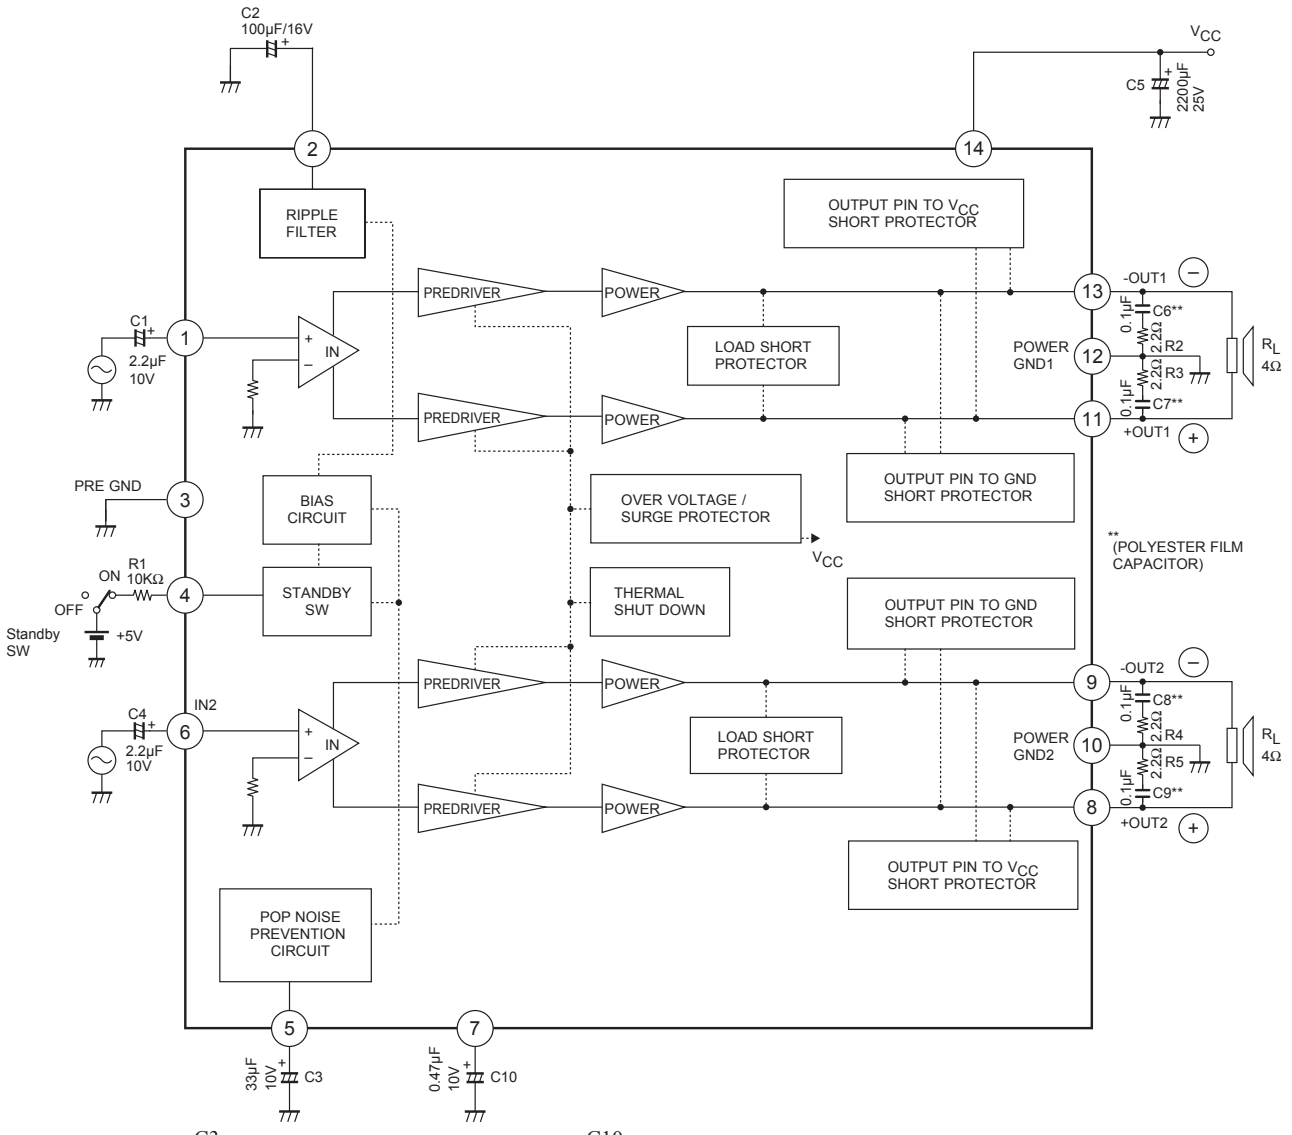 C2
100µF/16V
+
VCC
C5
+
2200µF
25V
2
14
RIPPLE
FILTER
OUTPUT PIN TO VCC
SHORT PROTECTOR
-OUT1
−
PREDRIVER
POWER
13
0.1µF
C6**
2.2Ω
R2
C1
+
2.2µF
10V
1
+
IN
−
LOAD SHORT
PROTECTOR
POWER
GND1
12
2.2Ω
R3
0.1µF
C7**
RL
4Ω
PREDRIVER
POWER
11
+OUT1
+
PRE GND
3
BIAS
CIRCUIT
OVER VOLTAGE /
SURGE PROTECTOR
VCC
OUTPUT PIN TO GND
SHORT PROTECTOR
**
(POLYESTER FILM
CAPACITOR)
R1
10KΩ
ON
OFF
4
Standby
SW
+5V
STANDBY
SW
THERMAL
SHUT DOWN
OUTPUT PIN TO GND
SHORT PROTECTOR
-OUT2
−
PREDRIVER
POWER
9
0.1µF
C8**
2.2Ω
R4
IN2
C4
+
2.2µF
10V
6
+
IN
−
LOAD SHORT
PROTECTOR
POWER
GND2
10
2.2Ω
R5
0.1µF
C9**
RL
4Ω
PREDRIVER
POWER
8
+OUT2
+
OUTPUT PIN TO VCC
SHORT PROTECTOR
POP NOISE
PREVENTION
CIRCUIT
5
7
33µF
10V
+
C3
0.47µF
10V
+
C10
C10